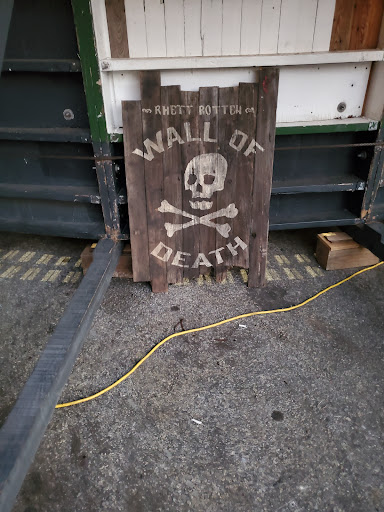 RHETT ROTTEN
WALL OF
DEATH